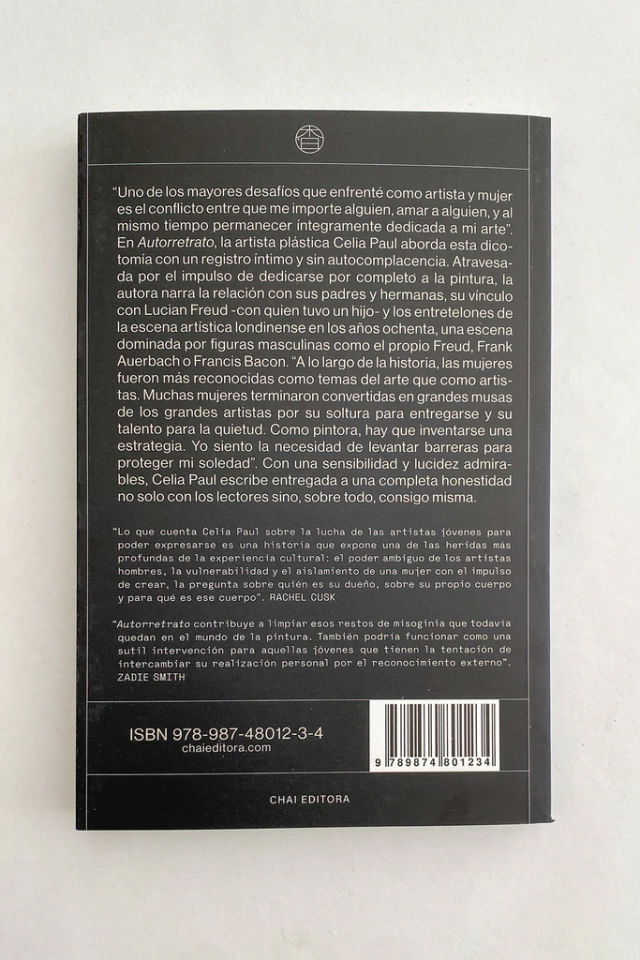 “Uno de los mayores desafíos que enfrenté como artista y mujer
es el conflicto entre que me importe alguien, amar a alguien, y al
mismo tiempo permanecer íntegramente dedicada a mi arte”.
En Autorretrato, la artista plástica Celia Paul aborda esta dico-
tomía con un registro íntimo y sin autocomplacencia. Atravesa-
da por el impulso de dedicarse por completo a la pintura, la
autora narra la relación con sus padres y hermanas, su vínculo
con Lucian Freud -con quien tuvo un hijo- y los entretelones de
la escena artística londinense en los años ochenta, una escena
dominada por figuras masculinas como el propio Freud, Frank
Auerbach o Francis Bacon. “A lo largo de la historia, las mujeres
fueron más reconocidas como temas del arte que como artis-
tas. Muchas mujeres terminaron convertidas en grandes musas
de los grandes artistas por su soltura para entregarse y su
talento para la quietud. Como pintora, hay que inventarse una
estrategia. Yo siento la necesidad de levantar barreras para
proteger mi soledad”. Con una sensibilidad y lucidez admira-
bles, Celia Paul escribe entregada a una completa honestidad
no solo con los lectores sino, sobre todo, consigo misma.
“Lo que cuenta Celia Paul sobre la lucha de las artistas jóvenes para
poder expresarse es una historia que expone una de las heridas más
profundas de la experiencia cultural: el poder ambiguo de los artistas
hombres, la vulnerabilidad y el aislamiento de una mujer con el impulso
de crear, la pregunta sobre quién es su dueño, sobre su propio cuerpo
y para qué es ese cuerpo”. RACHEL CUSK
“Autorretrato contribuye a limpiar esos restos de misoginia que todavía
quedan en el mundo de la pintura. También podría funcionar como una
sutil intervención para aquellas jóvenes que tienen la tentación de
intercambiar su realización personal por el reconocimiento externo”.
ZADIE SMITH
ISBN 978-987-48012-3-4
chaieditora.com
9 789874 801234
CHAI EDITORA